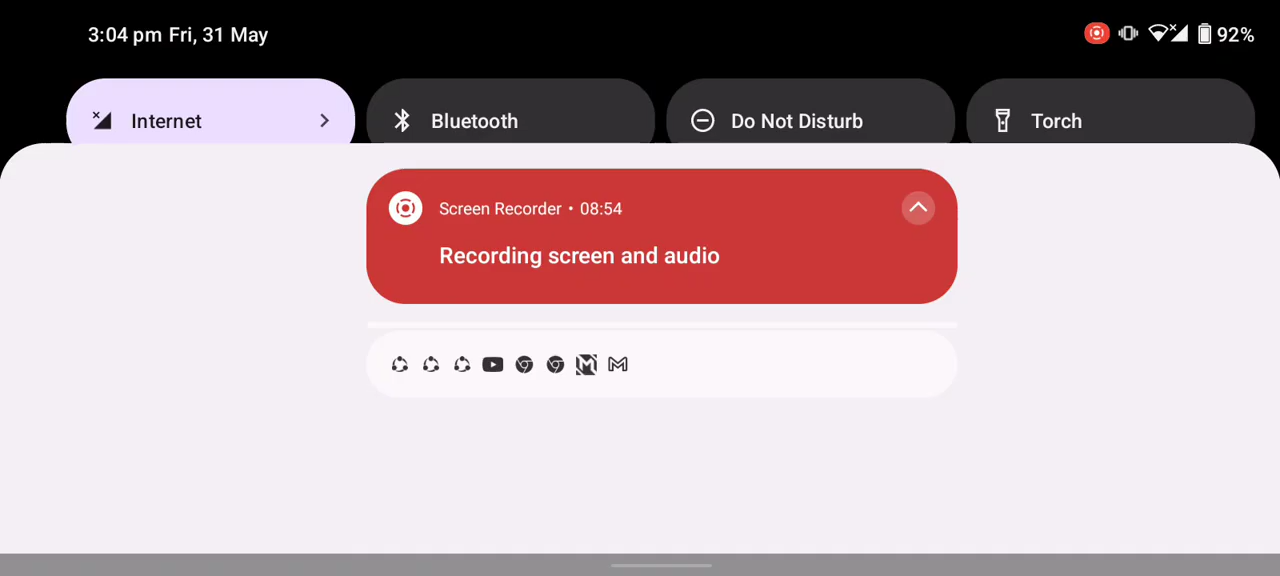 3:04 pm Fri, 31 May
92%
Internet
Bluetooth
Do Not Disturb
Torch
Screen Recorder • 08:54
Recording screen and audio